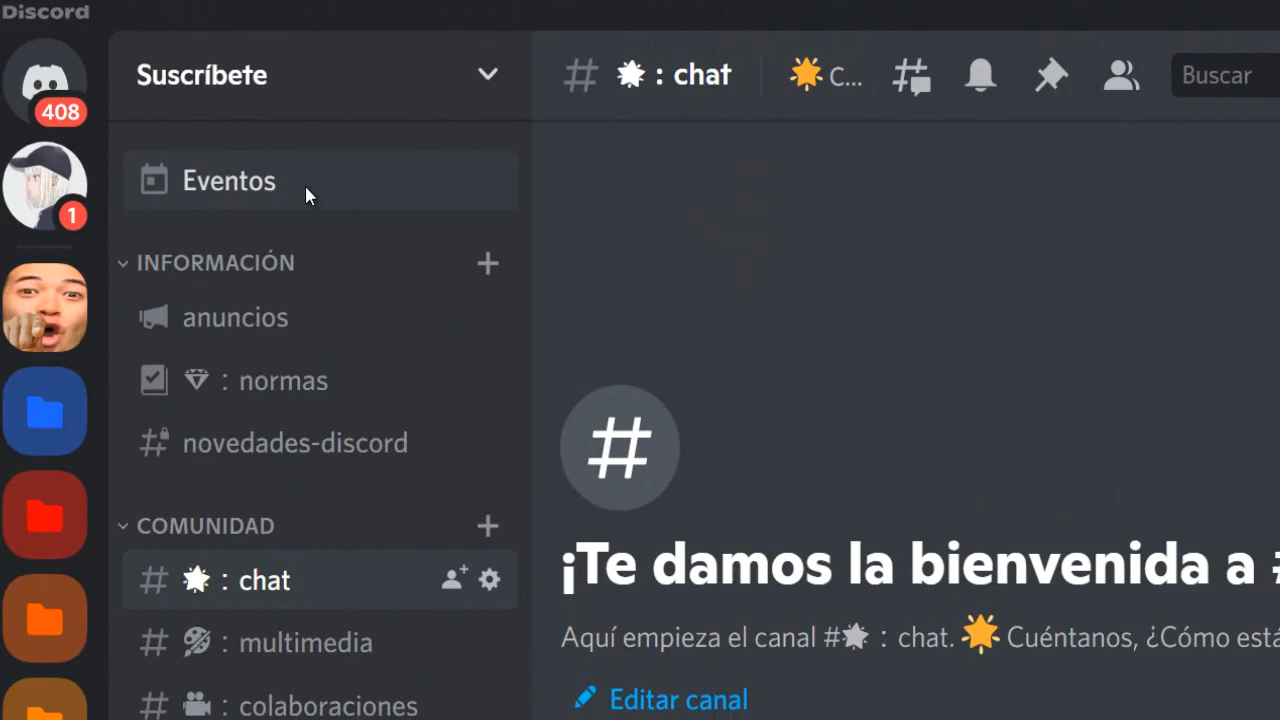 Discord
408
1
Suscríbete
Eventos
INFORMACIÓN
anuncios
: normas
novedades-discord
COMUNIDAD
: chat
: multimedia
: colaboraciones
: chat
C...
Buscar
¡Te damos la bienvenida a #
Aquí empieza el canal # : chat. Cuéntanos, ¿Cómo está
Editar canal